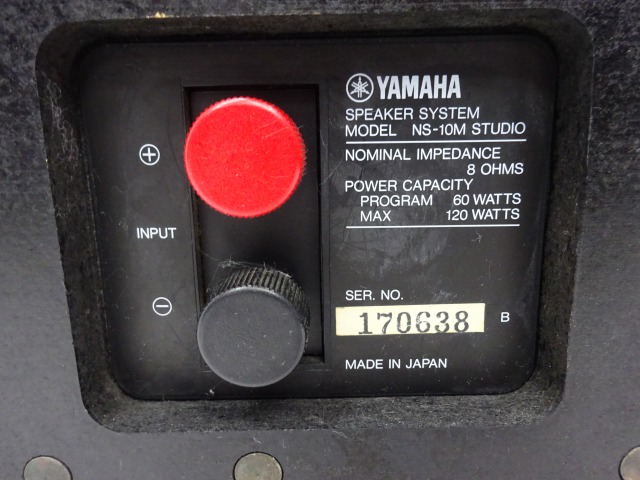 YAMAHA
SPEAKER SYSTEM
MODEL NS-10M STUDIO
NOMINAL IMPEDANCE
8 OHMS
POWER CAPACITY
PROGRAM 60 WATTS
MAX 120 WATTS
+
INPUT
−
SER. NO.
170638 B
MADE IN JAPAN